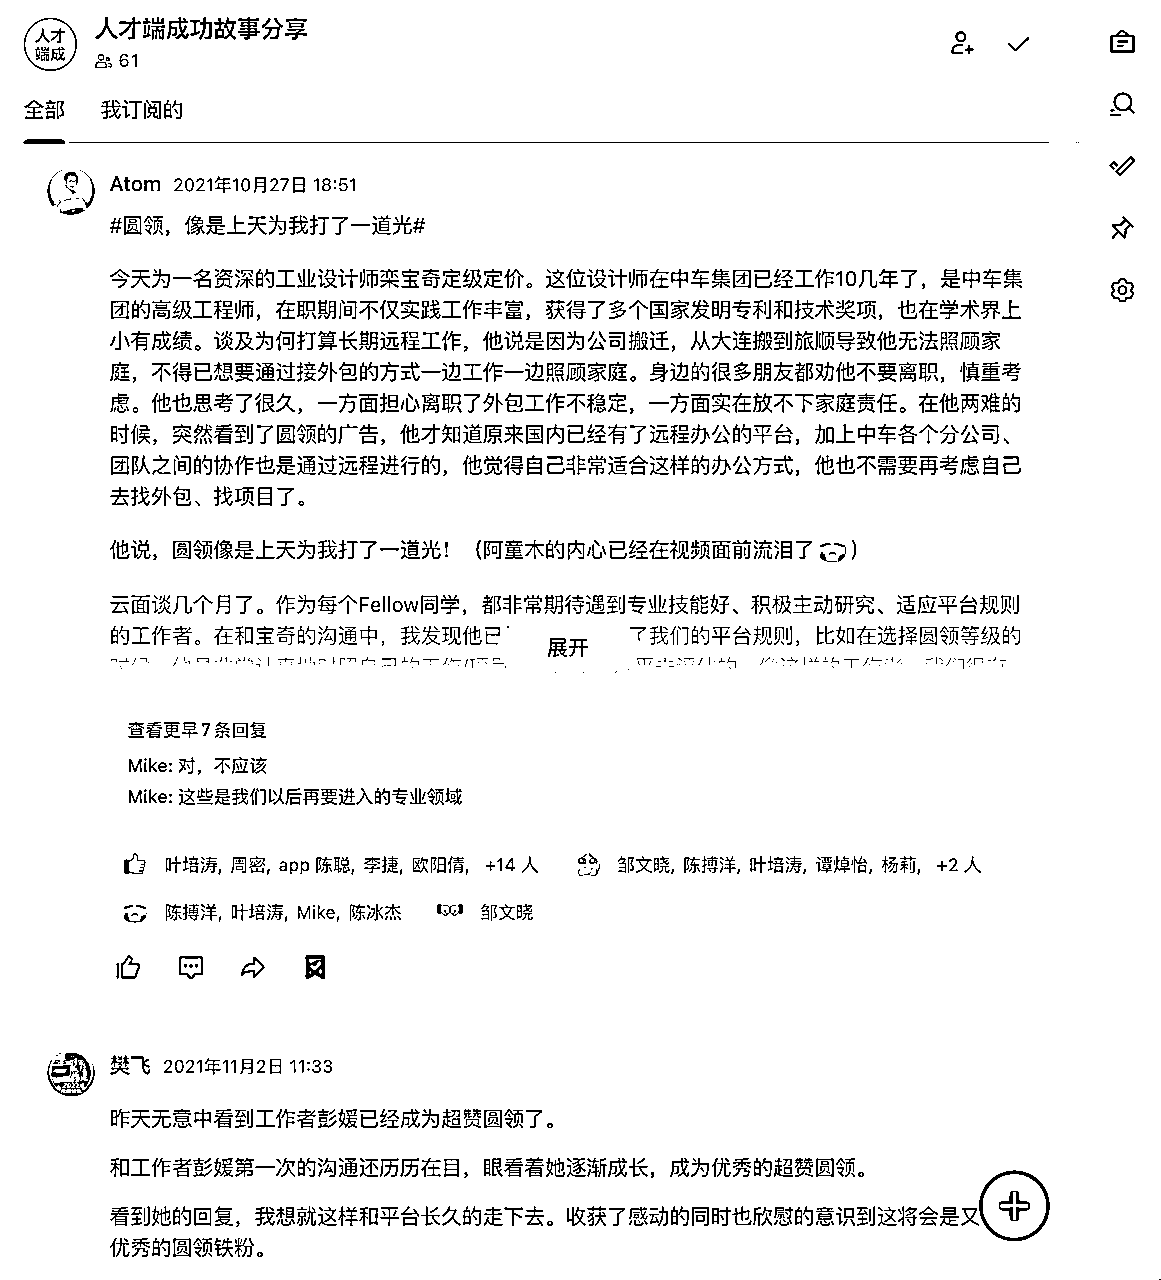 人才
端成
人才端成功故事分享
61
全部 我订阅的
Atom 2021年10月27日 18:51
#圆领，像是上天为我打了一道光#
今天为一名资深的工业设计师栾宝奇定级定价。这位设计师在中车集团已经工作10几年了，是中车集
团的高级工程师，在职期间不仅实践工作丰富，获得了多个国家发明专利和技术奖项，也在学术界上
小有成绩。谈及为何打算长期远程工作，他说是因为公司搬迁，从大连搬到旅顺导致他无法照顾家
庭，不得已想要通过接外包的方式一边工作一边照顾家庭。身边的很多朋友都劝他不要离职，慎重考
虑。他也思考了很久，一方面担心离职了外包工作不稳定，一方面实在放不下家庭责任。在他两难的
时候，突然看到了圆领的广告，他才知道原来国内已经有了远程办公的平台，加上中车各个分公司、
团队之间的协作也是通过远程进行的，他觉得自己非常适合这样的办公方式，他也不需要再考虑自己
去找外包、找项目了。
他说，圆领像是上天为我打了一道光！（阿童木的内心已经在视频面前流泪了）
云面谈几个月了。作为每个Fellow同学，都非常期待遇到专业技能好、积极主动研究、适应平台规则
的工作者。在和宝奇的沟通中，我发现他已 展开 了我们的平台规则，比如在选择圆领等级的
查看更早7条回复
Mike: 对，不应该
Mike: 这些是我们以后再要进入的专业领域
叶培涛, 周密, app 陈聪, 李捷, 欧阳倩, +14 人 邹文晓, 陈搏洋, 叶培涛, 谭焯怡, 杨莉, +2 人
陈搏洋, 叶培涛, Mike, 陈冰杰 邹文晓
樊飞 2021年11月2日 11:33
昨天无意中看到工作者彭媛已经成为超赞圆领了。
和工作者彭媛第一次的沟通还历历在目，眼看着她逐渐成长，成为优秀的超赞圆领。
看到她的回复，我想就这样和平台长久的走下去。收获了感动的同时也欣慰的意识到这将会是又
优秀的圆领铁粉。